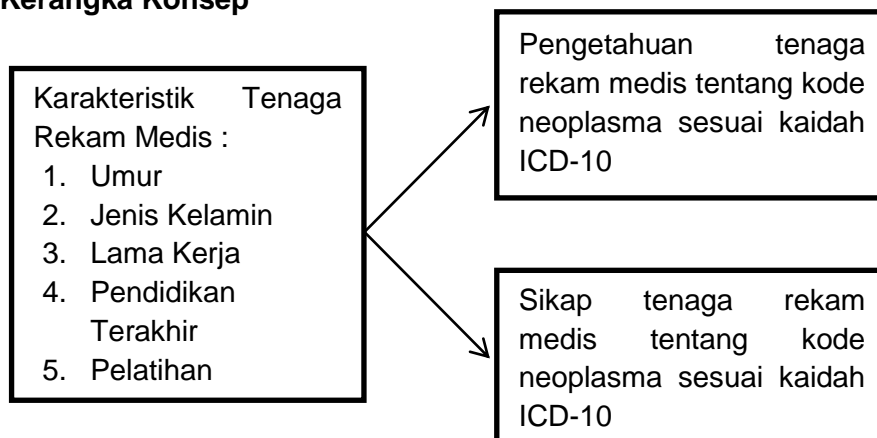 Kerangka Konsep
Karakteristik Tenaga
Rekam Medis :
1. Umur
2. Jenis Kelamin
3. Lama Kerja
4. Pendidikan
Terakhir
5. Pelatihan
Pengetahuan tenaga
rekam medis tentang kode
neoplasma sesuai kaidah
ICD-10
Sikap tenaga rekam
medis tentang kode
neoplasma sesuai kaidah
ICD-10